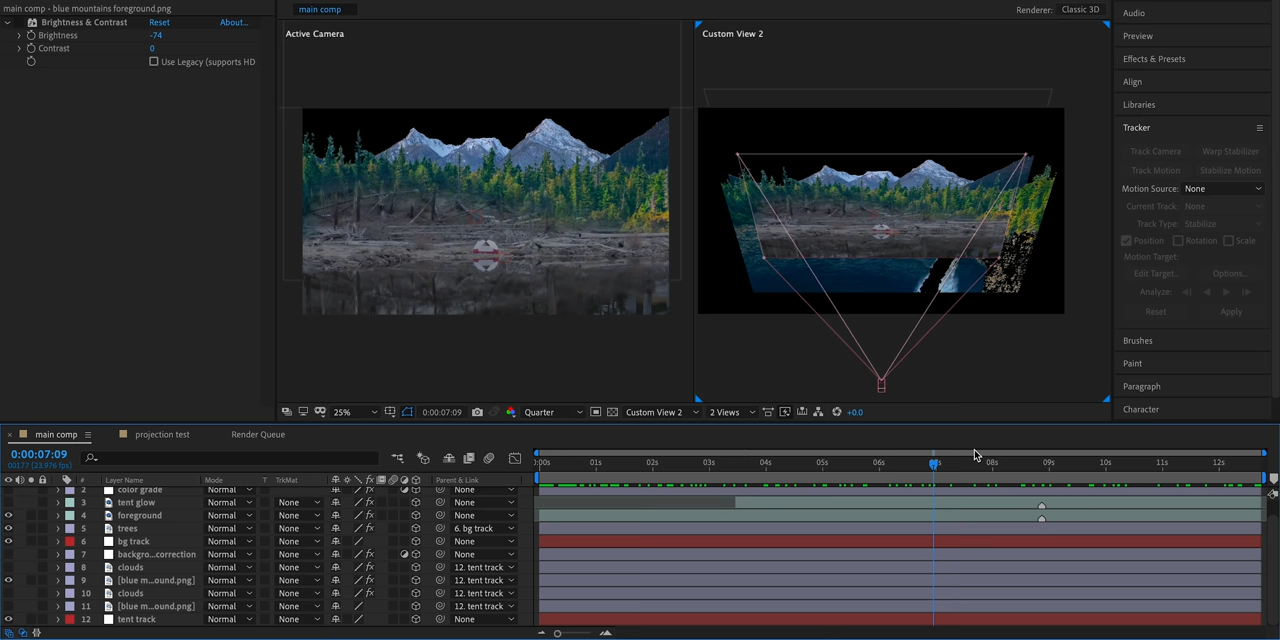 main comp • blue mountains foreground.png
Brightness & Contrast Reset About...
Brightness -74
Contrast 0
Use Legacy (supports HD
main comp
Renderer: Classic 3D
Active Camera
Custom View 2
25% 0:00:07:09 Quarter Custom View 2 2 Views +0.0
Audio
Preview
Effects & Presets
Align
Libraries
Tracker
Track Camera Warp Stabilizer
Track Motion Stabilize Motion
Motion Source: None
Current Track: None
Track Type: Stabilize
Position Rotation Scale
Motion Target:
Edit Target... Options...
Analyze:
Reset Apply
Brushes
Paint
Paragraph
Character
main comp projection test Render Queue
0:00:07:09
00177 (23.976 fps)
:00s 01s 02s 03s 04s 05s 06s 08s 09s 10s 11s 12s
# Layer Name Mode T TrkMat Parent & Link
2 color grade Normal None
3 tent glow Normal None None
4 foreground Normal None None
5 trees Normal None 6. bg track
6 bg track Normal None None
7 backgro...correction Normal None None
8 clouds Normal None 12. tent track
9 [blue m...ound.png] Normal None 12. tent track
10 clouds Normal None 12. tent track
11 [blue m...ound.png] Normal None 12. tent track
12 tent track Normal None None